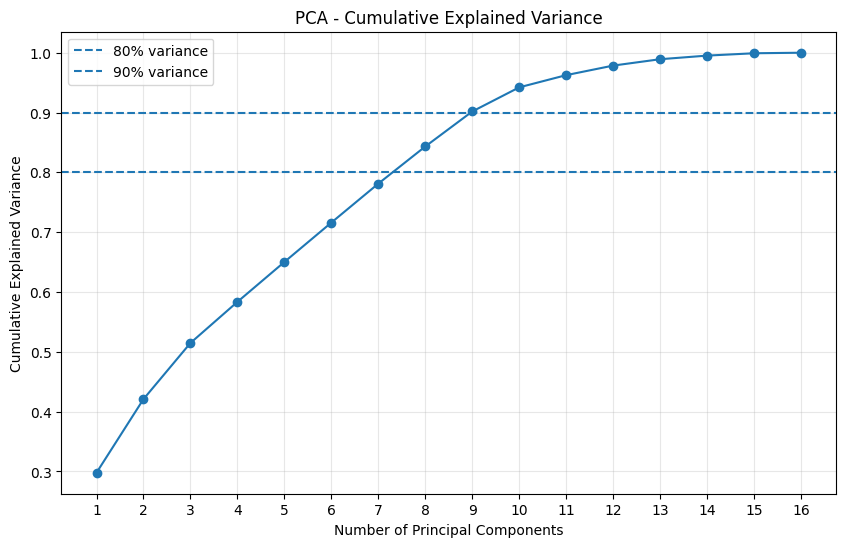 PCA - Cumulative Explained Variance
80% variance
90% variance
Cumulative Explained Variance
1.0
0.9
0.8
0.7
0.6
0.5
0.4
0.3
1 2 3 4 5 6 7 8 9 10 11 12 13 14 15 16
Number of Principal Components